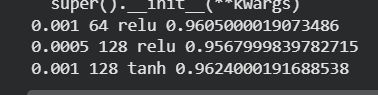 super().__init__(**kwargs)
0.001 64 relu 0.9605000019073486
0.0005 128 relu 0.9567999839782715
0.001 128 tanh 0.9624000191688538